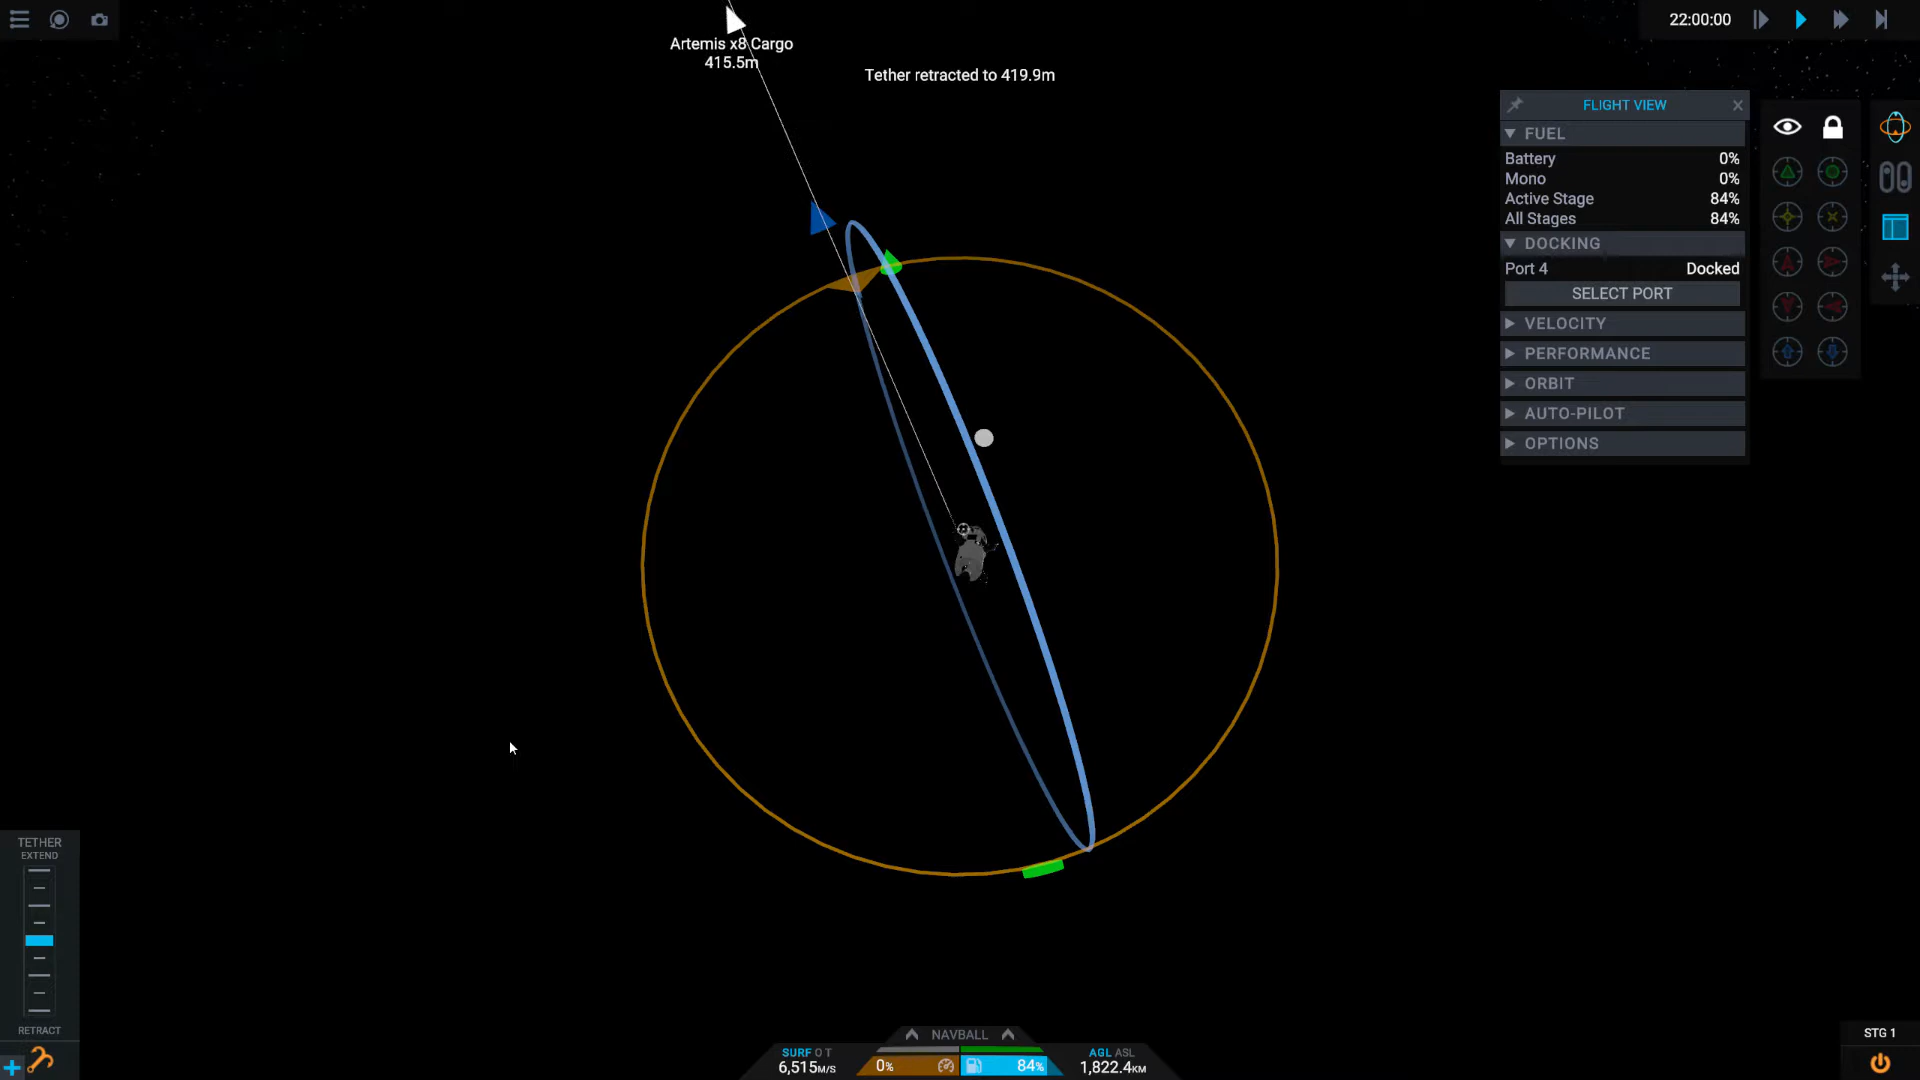 22:00:00
Artemis x8 Cargo
415.5m
Tether retracted to 419.9m
FLIGHT VIEW
FUEL
Battery 0%
Mono 0%
Active Stage 84%
All Stages 84%
DOCKING
Port 4 Docked
SELECT PORT
VELOCITY
PERFORMANCE
ORBIT
AUTO-PILOT
OPTIONS
TETHER
EXTEND
RETRACT
NAVBALL
SURF O T
6,515M/S
0%
84%
AGL ASL
1,822.4KM
STG 1